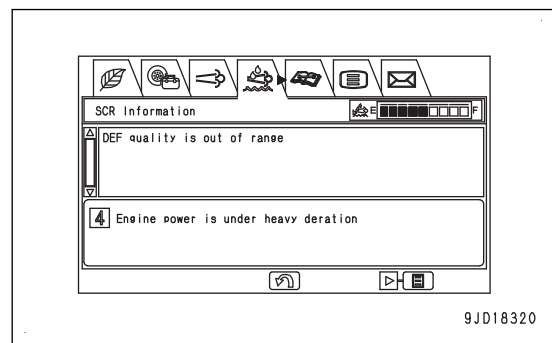 SCR Information
E F
DEF quality is out of range
4 Engine power is under heavy deration
9JD18320